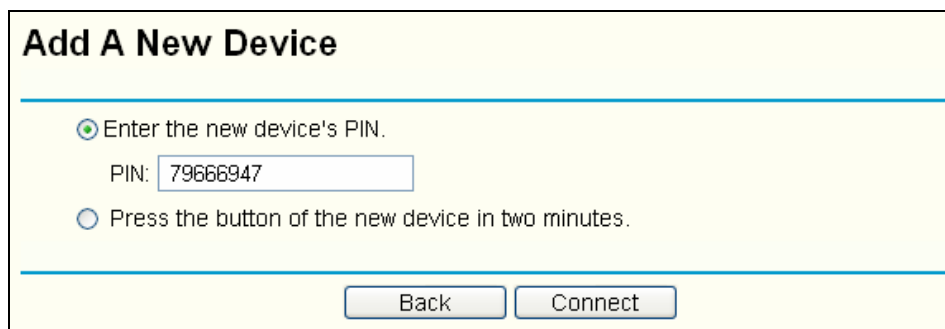 Add A New Device
Enter the new device's PIN.
PIN: 79666947
Press the button of the new device in two minutes.
Back Connect